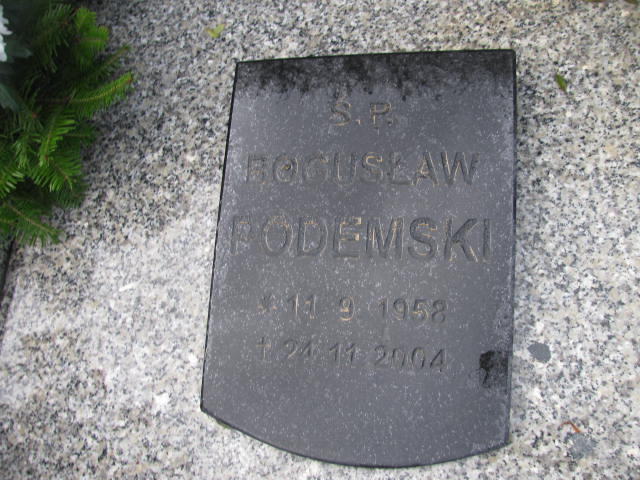 Ś.P.
BOGUSŁAW
PODEMSKI
* 11 9 1958
† 24 11 2004